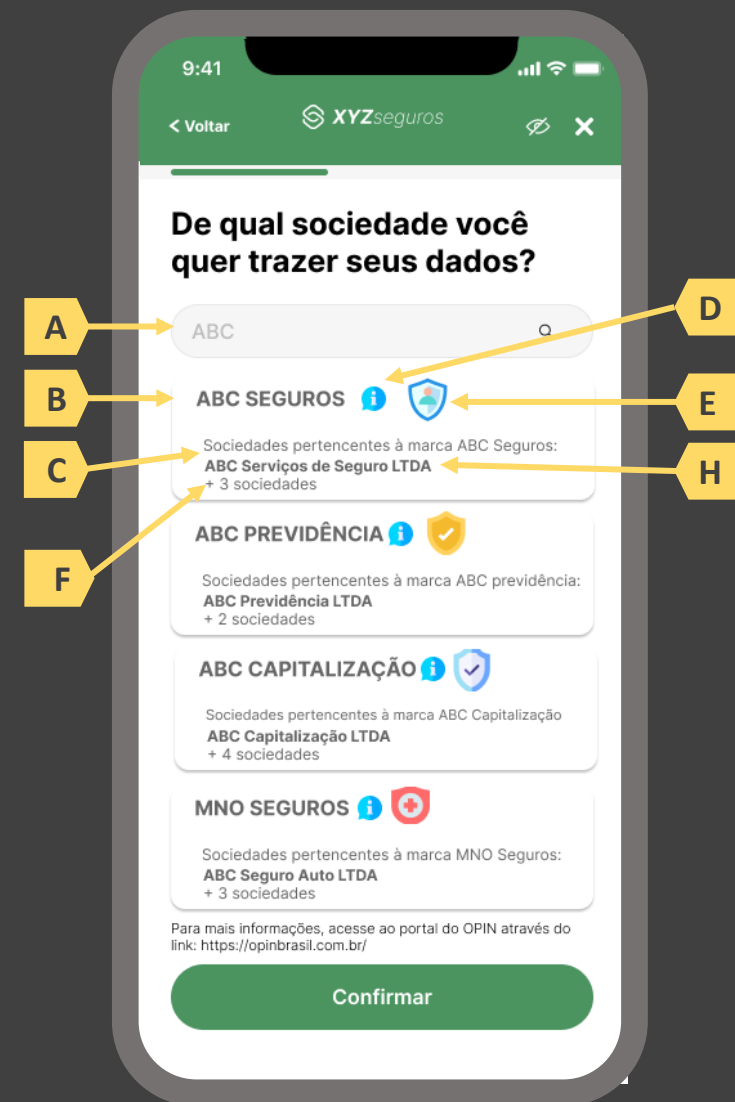 9:41
< Voltar
XYZseguros
De qual sociedade você
quer trazer seus dados?
A
ABC
D
B
ABC SEGUROS
E
C
Sociedades pertencentes à marca ABC Seguros:
ABC Serviços de Seguro LTDA
H
+ 3 sociedades
F
ABC PREVIDÊNCIA
Sociedades pertencentes à marca ABC previdência:
ABC Previdência LTDA
+ 2 sociedades
ABC CAPITALIZAÇÃO
Sociedades pertencentes à marca ABC Capitalização
ABC Capitalização LTDA
+ 4 sociedades
MNO SEGUROS
Sociedades pertencentes à marca MNO Seguros:
ABC Seguro Auto LTDA
+ 3 sociedades
Para mais informações, acesse ao portal do OPIN através do
link: https://opinbrasil.com.br/
Confirmar